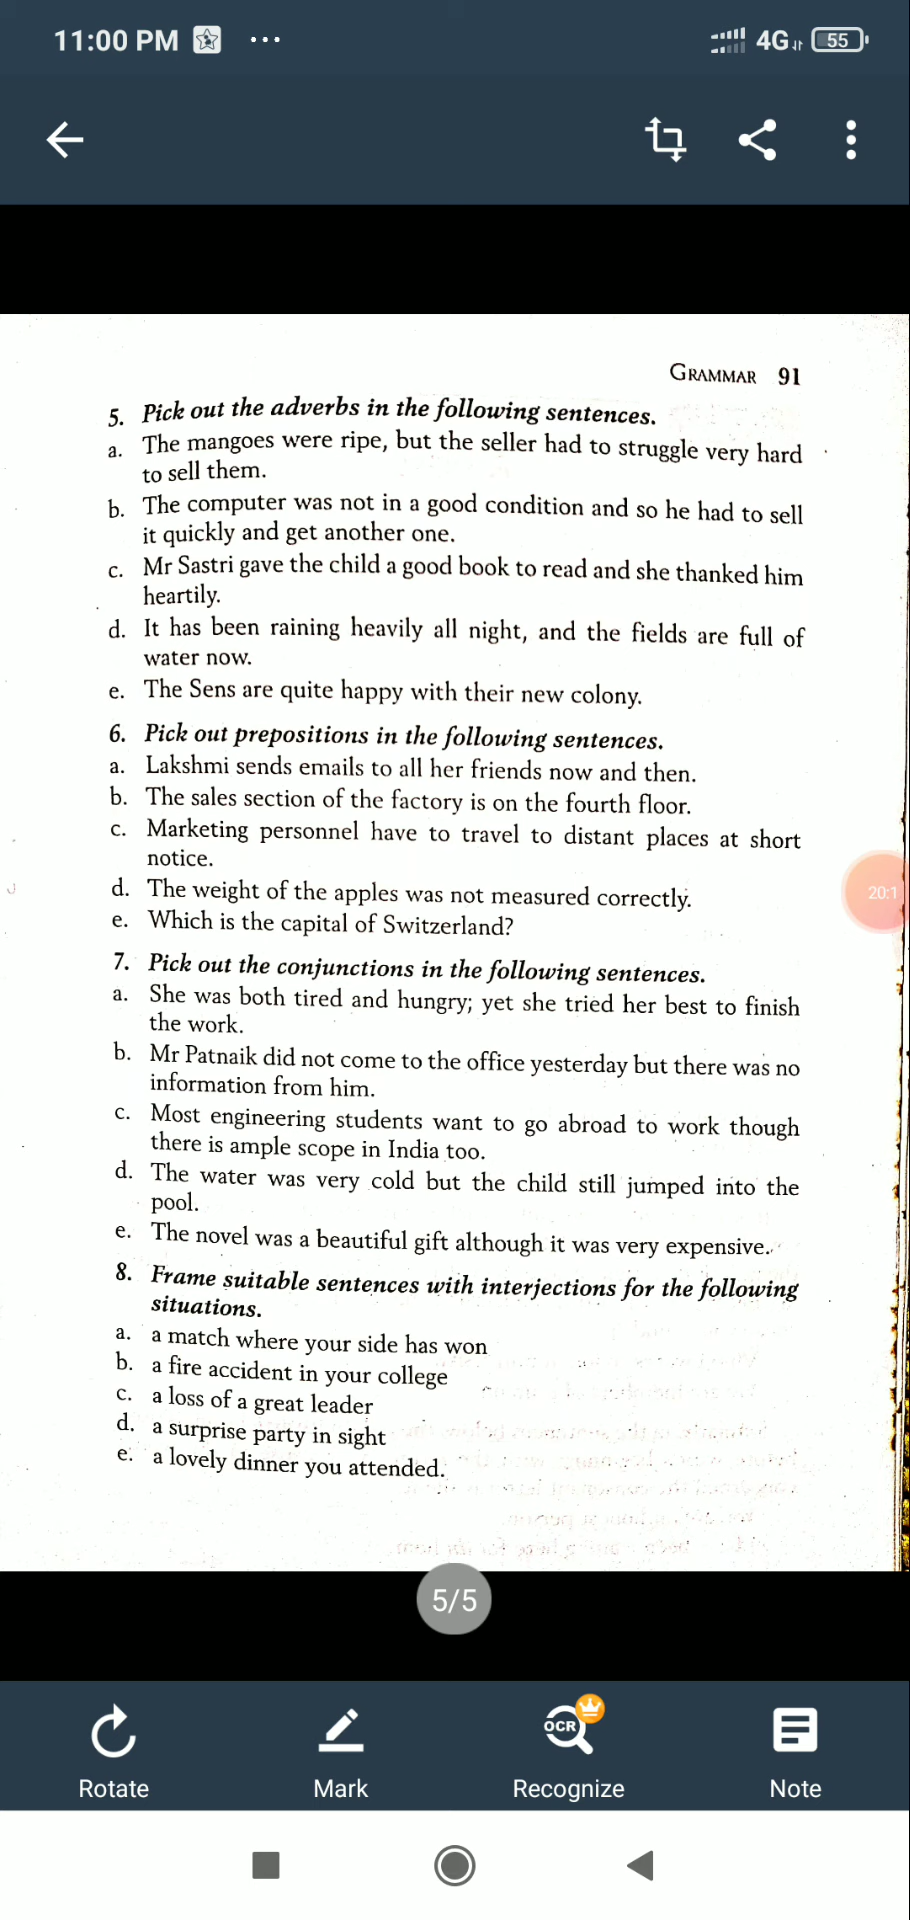 11:00 PM ... 4G 55
GRAMMAR 91
5. Pick out the adverbs in the following sentences.
a. The mangoes were ripe, but the seller had to struggle very hard
to sell them.
b. The computer was not in a good condition and so he had to sell
it quickly and get another one.
c. Mr Sastri gave the child a good book to read and she thanked him
heartily.
d. It has been raining heavily all night, and the fields are full of
water now.
e. The Sens are quite happy with their new colony.
6. Pick out prepositions in the following sentences.
a. Lakshmi sends emails to all her friends now and then.
b. The sales section of the factory is on the fourth floor.
c. Marketing personnel have to travel to distant places at short
notice.
20:1
d. The weight of the apples was not measured correctly.
e. Which is the capital of Switzerland?
7. Pick out the conjunctions in the following sentences.
a. She was both tired and hungry; yet she tried her best to finish
the work.
b. Mr Patnaik did not come to the office yesterday but there was no
information from him.
c. Most engineering students want to go abroad to work though
there is ample scope in India too.
d. The water was very cold but the child still jumped into the
pool.
e. The novel was a beautiful gift although it was very expensive.
8. Frame suitable sentences with interjections for the following
situations.
a. a match where your side has won
b. a fire accident in your college
c. a loss of a great leader
d. a surprise party in sight
e. a lovely dinner you attended.
5/5
OCR
Rotate Mark Recognize Note